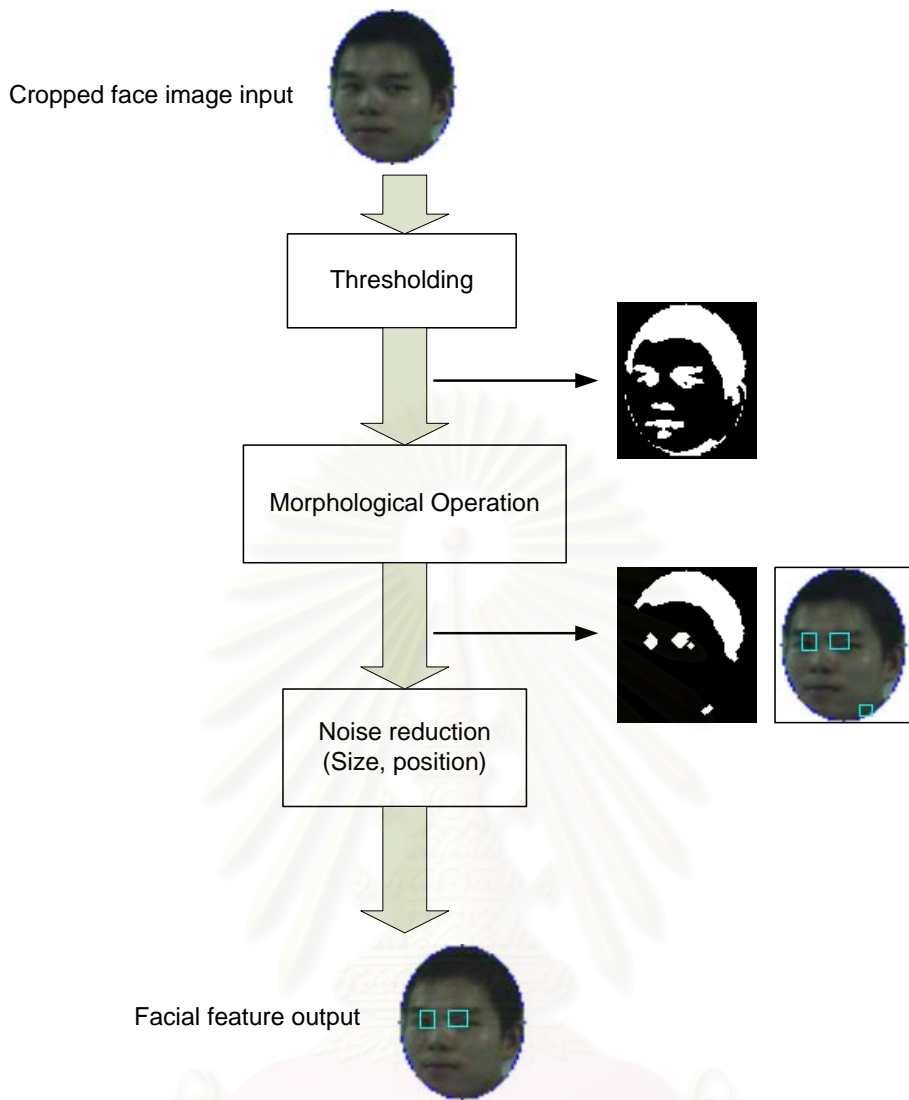 Cropped face image input
Thresholding
Morphological Operation
Noise reduction
(Size, position)
Facial feature output